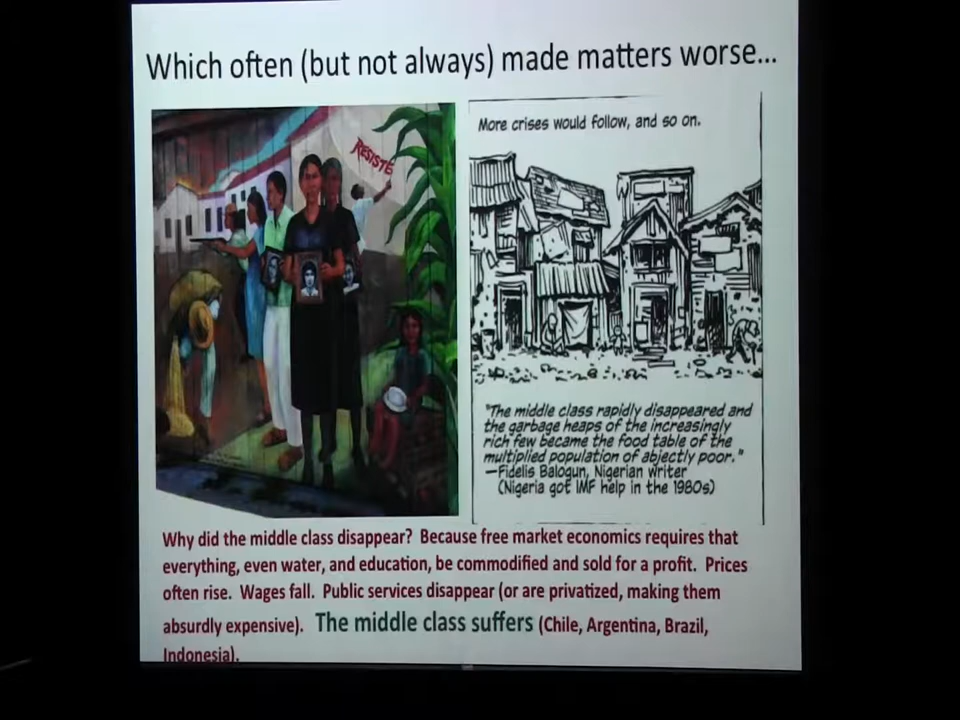 Which often (but not always) made matters worse...
RESISTE
More crises would follow, and so on.
"The middle class rapidly disappeared and
the garbage heaps of the increasingly
rich few became the food table of the
multiplied population of abjectly poor."
—Fidelis Balogun, Nigerian writer
(Nigeria got IMF help in the 1980s)
Why did the middle class disappear? Because free market economics requires that
everything, even water, and education, be commodified and sold for a profit. Prices
often rise. Wages fall. Public services disappear (or are privatized, making them
absurdly expensive). The middle class suffers (Chile, Argentina, Brazil,
Indonesia).